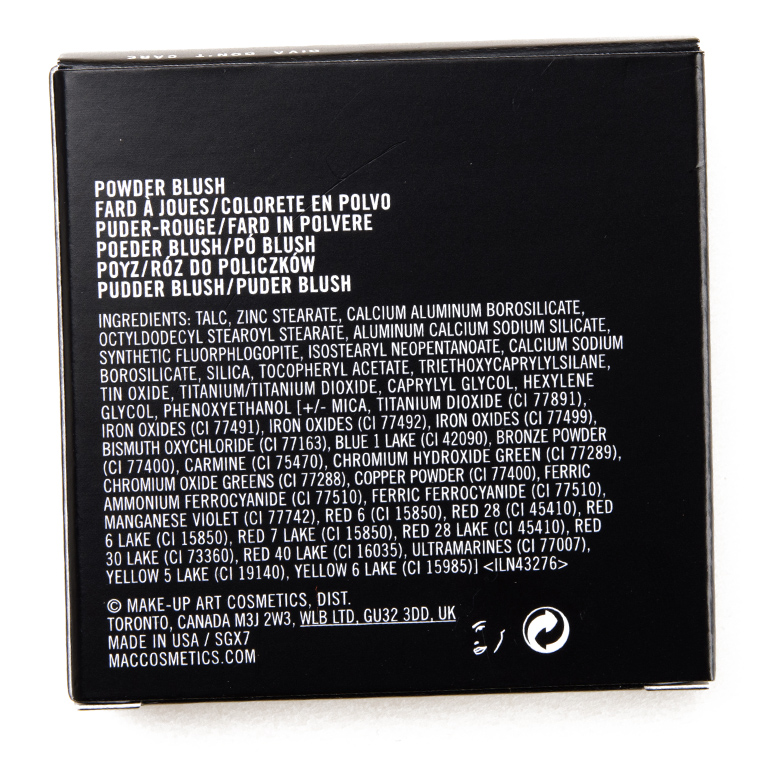 DIVA DON'T CARE
POWDER BLUSH
FARD À JOUES/COLORETE EN POLVO
PUDER-ROUGE/FARD IN POLVERE
POEDER BLUSH/PÓ BLUSH
POYZ/RÓZ DO POLICZKÓW
PUDDER BLUSH/PUDER BLUSH
INGREDIENTS: TALC, ZINC STEARATE, CALCIUM ALUMINUM BOROSILICATE,
OCTYLDODECYL STEAROYL STEARATE, ALUMINUM CALCIUM SODIUM SILICATE,
SYNTHETIC FLUORPHLOGOPITE, ISOSTEARYL NEOPENTANOATE, CALCIUM SODIUM
BOROSILICATE, SILICA, TOCOPHERYL ACETATE, TRIETHOXYCAPRYLYLSILANE,
TIN OXIDE, TITANIUM/TITANIUM DIOXIDE, CAPRYLYL GLYCOL, HEXYLENE
GLYCOL, PHENOXYETHANOL [+/- MICA, TITANIUM DIOXIDE (CI 77891),
IRON OXIDES (CI 77491), IRON OXIDES (CI 77492), IRON OXIDES (CI 77499),
BISMUTH OXYCHLORIDE (CI 77163), BLUE 1 LAKE (CI 42090), BRONZE POWDER
(CI 77400), CARMINE (CI 75470), CHROMIUM HYDROXIDE GREEN (CI 77289),
CHROMIUM OXIDE GREENS (CI 77288), COPPER POWDER (CI 77400), FERRIC
AMMONIUM FERROCYANIDE (CI 77510), FERRIC FERROCYANIDE (CI 77510),
MANGANESE VIOLET (CI 77742), RED 6 (CI 15850), RED 28 (CI 45410), RED
6 LAKE (CI 15850), RED 7 LAKE (CI 15850), RED 28 LAKE (CI 45410), RED
30 LAKE (CI 73360), RED 40 LAKE (CI 16035), ULTRAMARINES (CI 77007),
YELLOW 5 LAKE (CI 19140), YELLOW 6 LAKE (CI 15985)] <ILN43276>
© MAKE-UP ART COSMETICS, DIST.
TORONTO, CANADA M3J 2W3, WLB LTD, GU32 3DD, UK
MADE IN USA / SGX7
MACCOSMETICS.COM